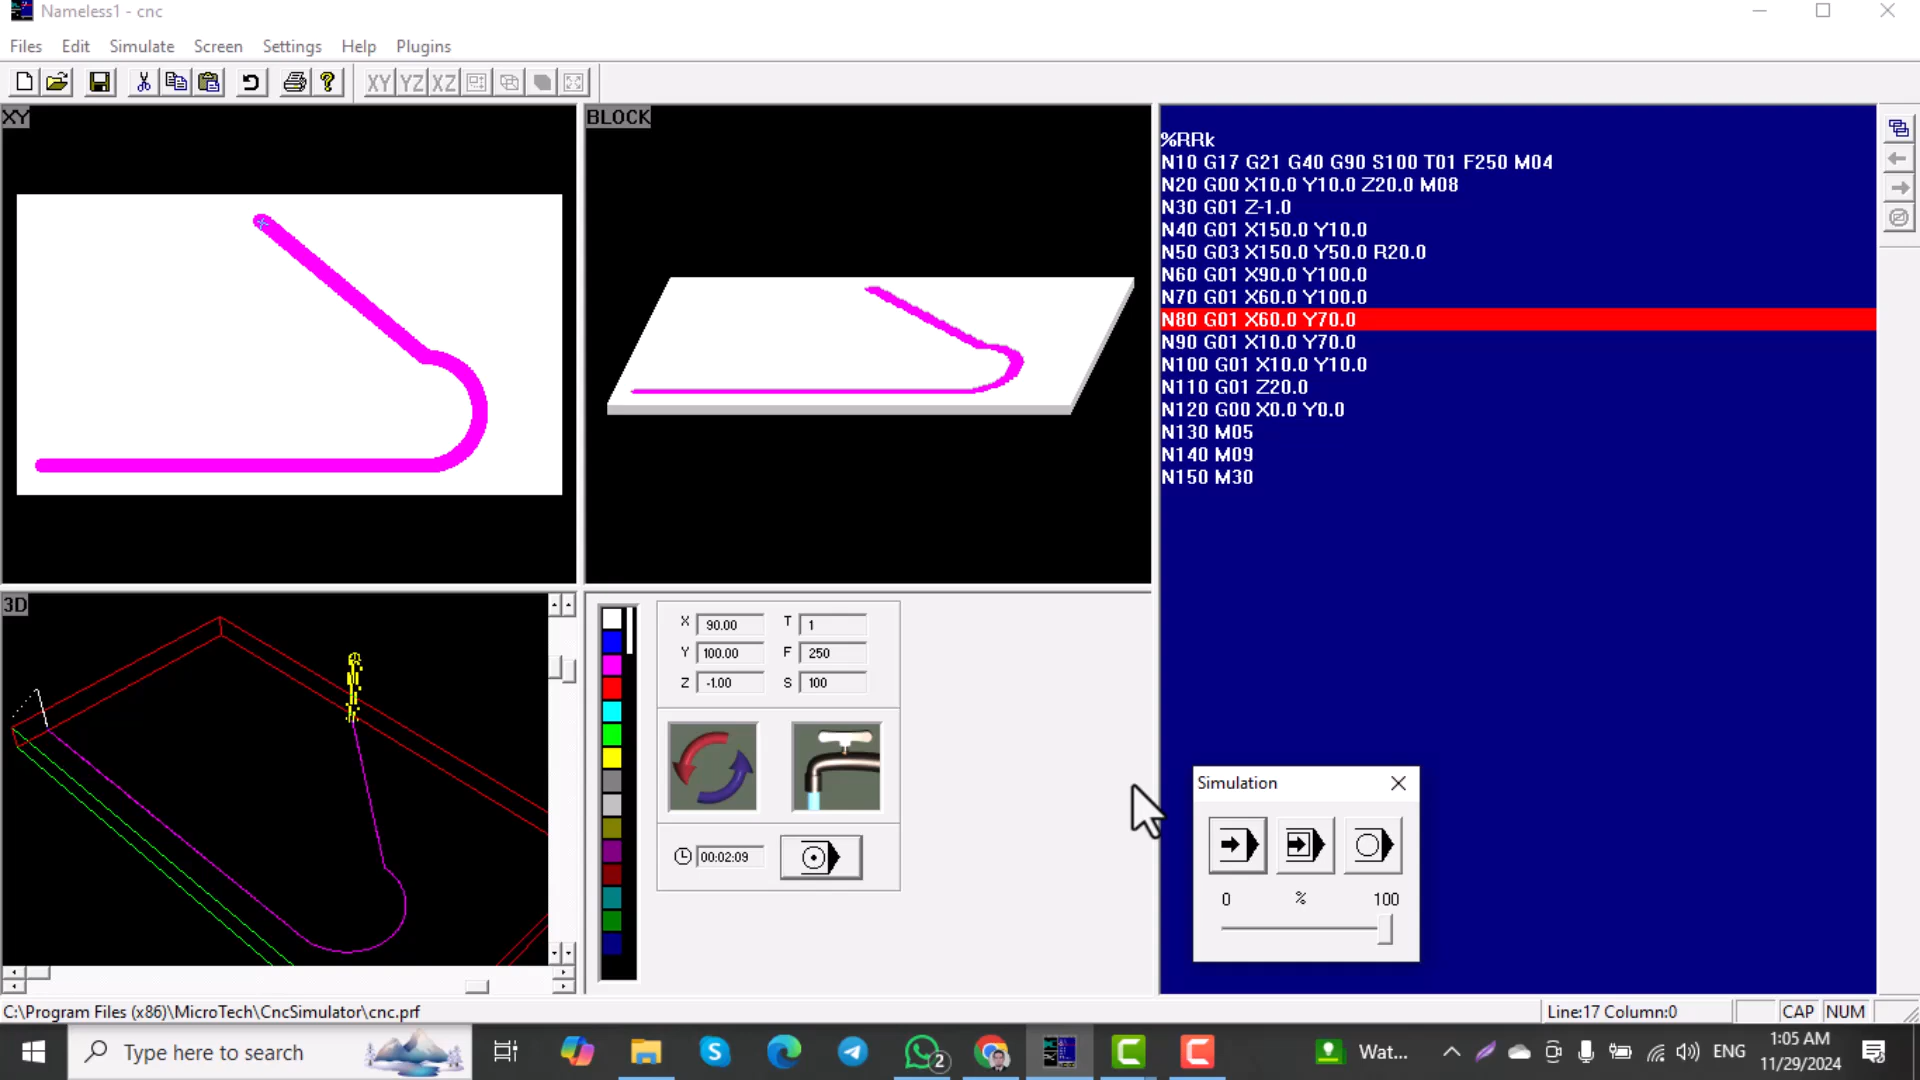 Nameless1 - cnc
Files Edit Simulate Screen Settings Help Plugins
XY YZ XZ
XY
BLOCK
%RRk
N10 G17 G21 G40 G90 S100 T01 F250 M04
N20 G00 X10.0 Y10.0 Z20.0 M08
N30 G01 Z-1.0
N40 G01 X150.0 Y10.0
N50 G03 X150.0 Y50.0 R20.0
N60 G01 X90.0 Y100.0
N70 G01 X60.0 Y100.0
N80 G01 X60.0 Y70.0
N90 G01 X10.0 Y70.0
N100 G01 X10.0 Y10.0
N110 G01 Z20.0
N120 G00 X0.0 Y0.0
N130 M05
N140 M09
N150 M30
3D
X 90.00 T 1
Y 100.00 F 250
Z -1.00 S 100
00:02:09
Simulation
0 % 100
C:\Program Files (x86)\MicroTech\CncSimulator\cnc.prf
Line:17 Column:0
CAP NUM
Type here to search
2
Wat...
ENG
1:05 AM
11/29/2024